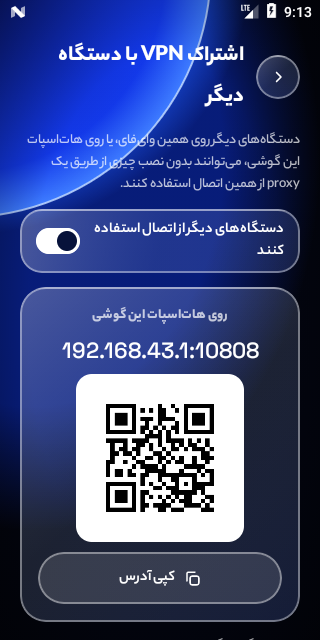 9:13
LTE
اشتراک VPN با دستگاه
دیگر
دستگاه‌های دیگر روی همین وای‌فای، یا روی هات‌اسپات
این گوشی، می‌توانند بدون نصب چیزی از طریق یک
proxy از همین اتصال استفاده کنند.
دستگاه‌های دیگر از اتصال استفاده
کنند
روی هات‌اسپات این گوشی
192.168.43.1:10808
کپی آدرس